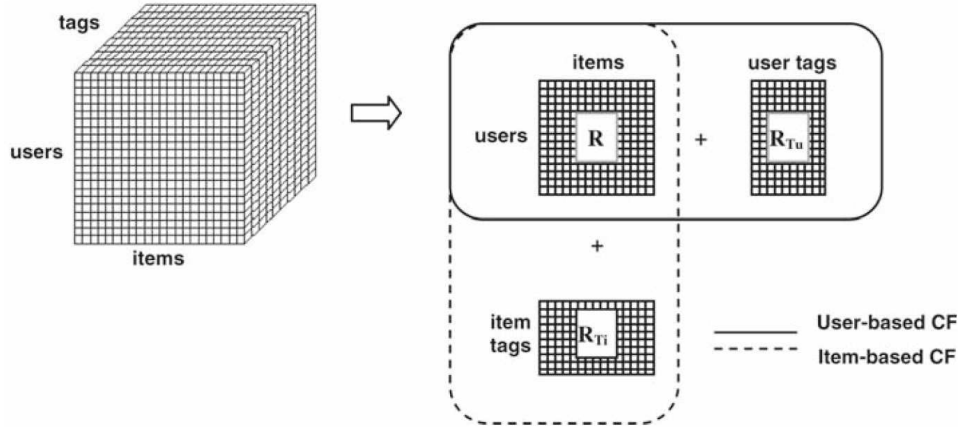 tags
users
items
items
user tags
users
R
+
R_Tu
+
item
tags
R_Ti
User-based CF
Item-based CF